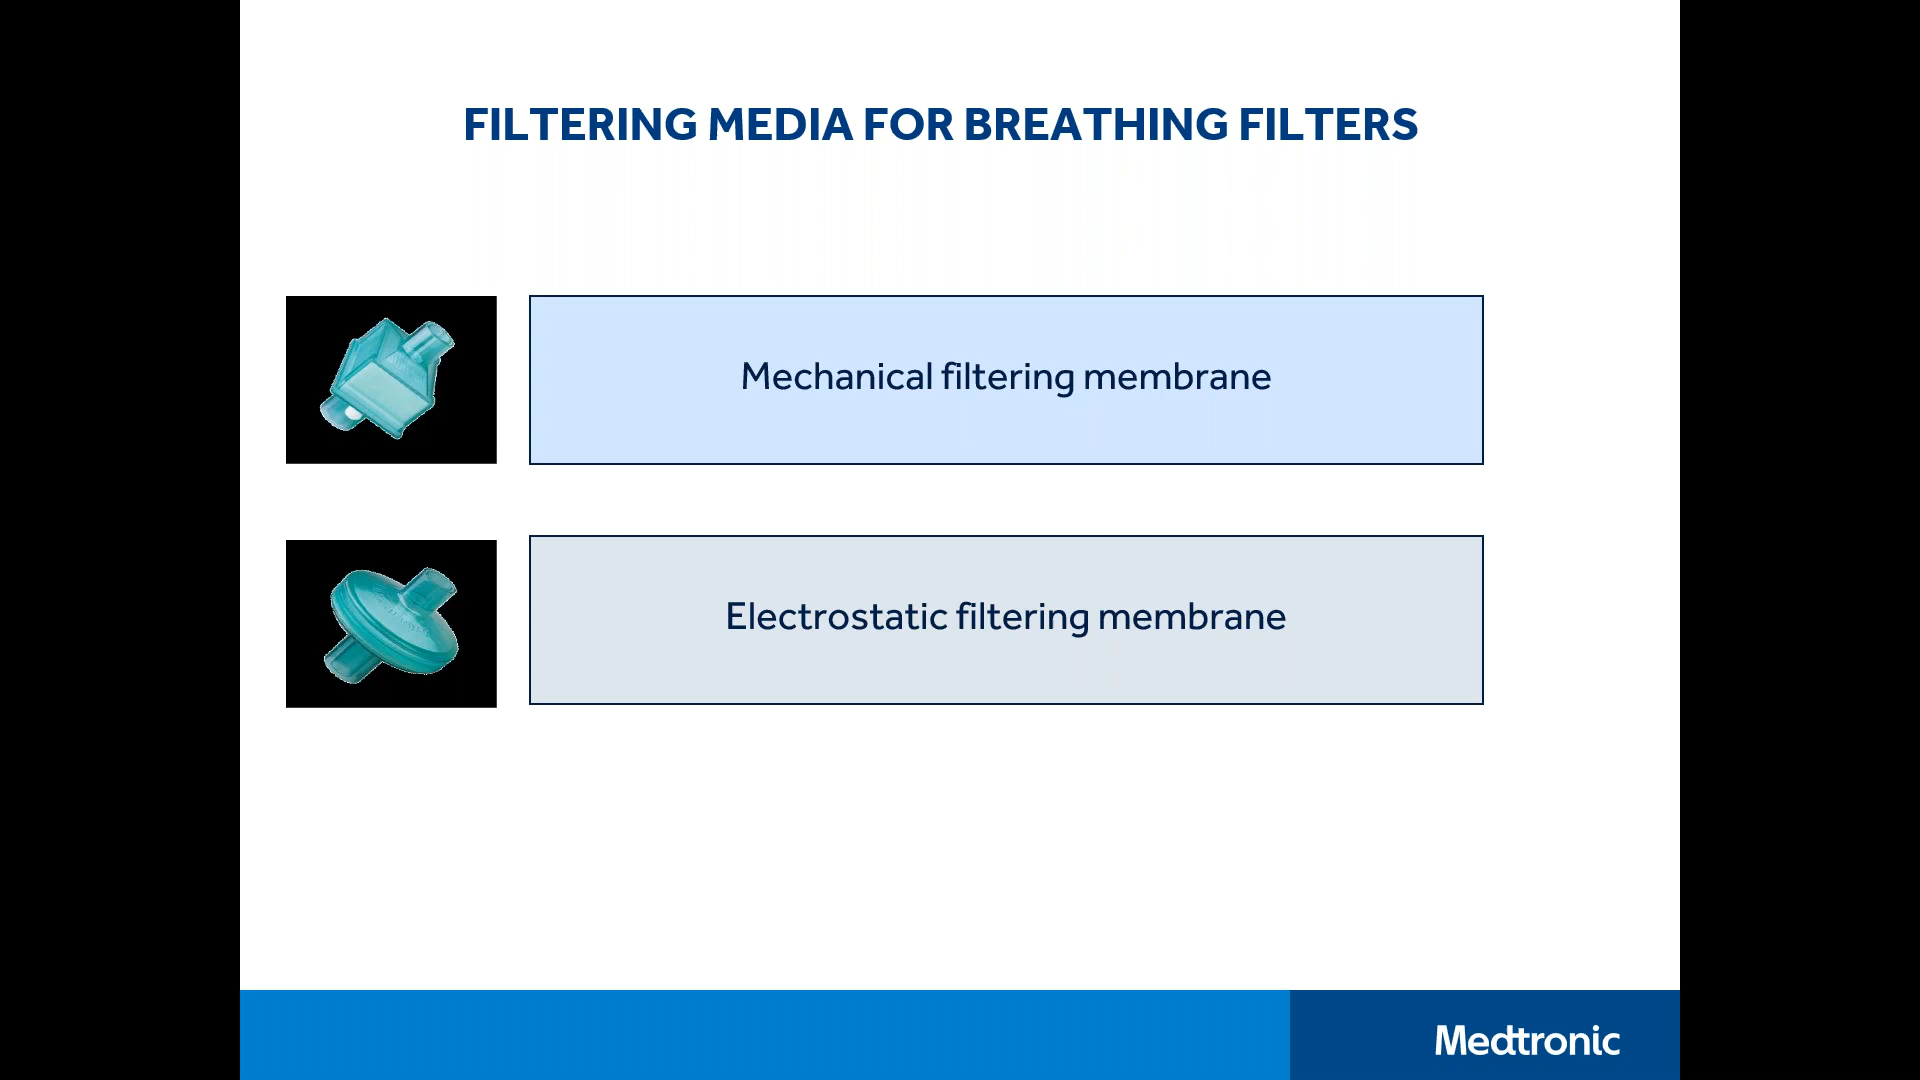 FILTERING MEDIA FOR BREATHING FILTERS
Mechanical filtering membrane
Electrostatic filtering membrane
Medtronic